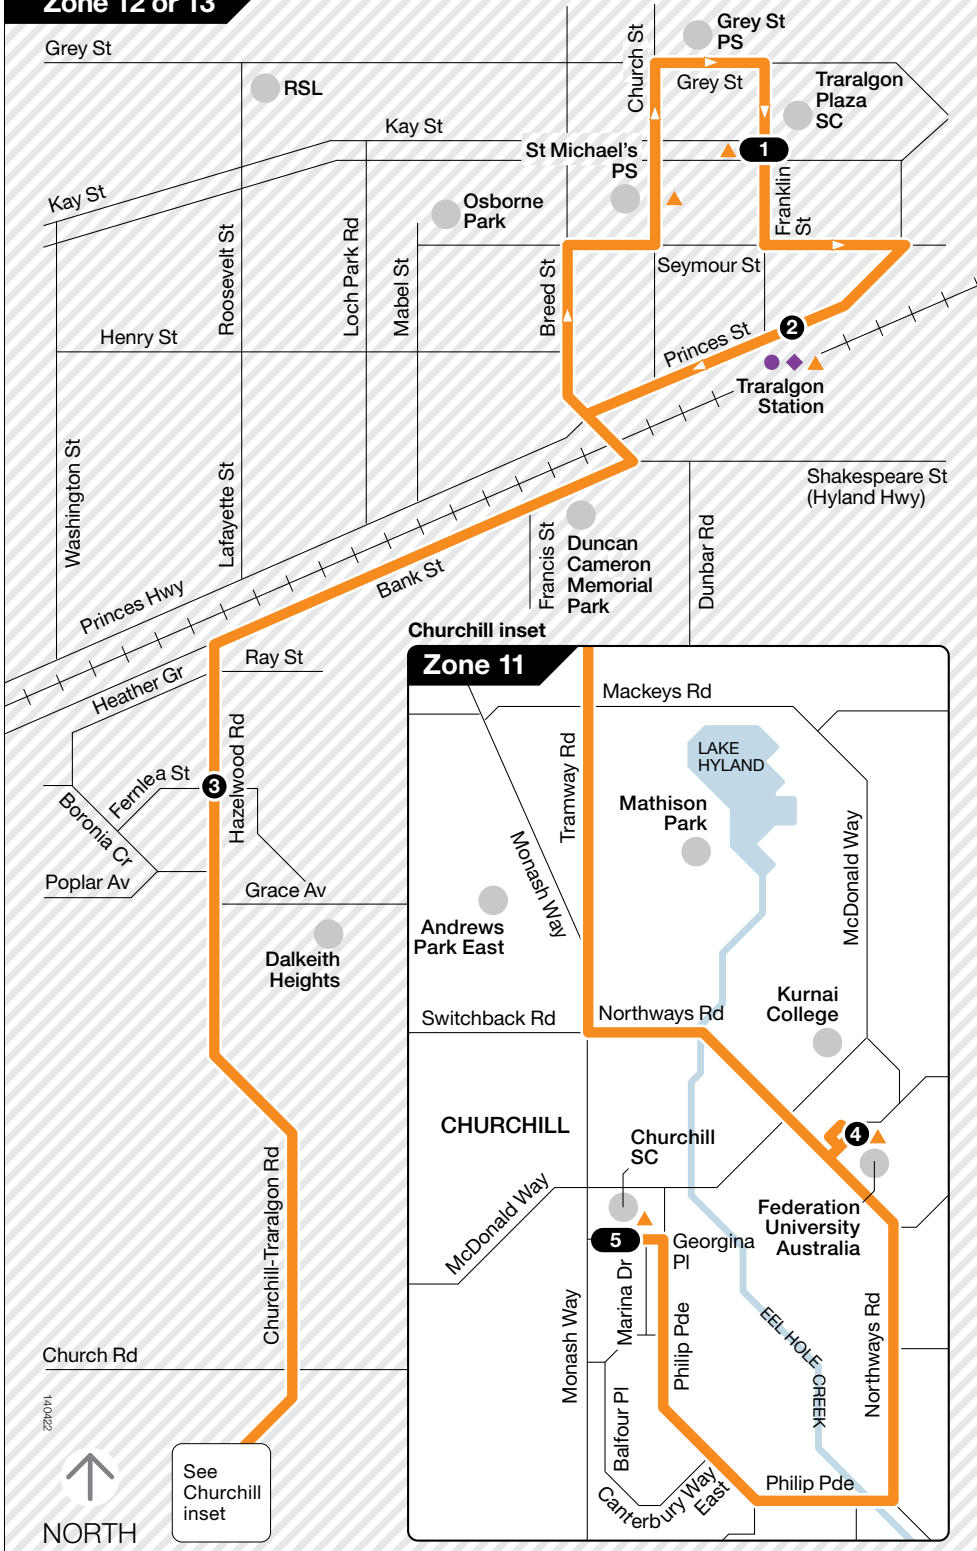 Zone 12 or 13
Grey St
RSL
Church St
Grey St
PS
Grey St
Traralgon
Plaza
SC
Kay St
St Michael's
PS
1
Kay St
Osborne
Park
Franklin
St
Roosevelt St
Loch Park Rd
Mabel St
Breed St
Seymour St
Henry St
Princes St
2
Traralgon
Station
Washington St
Lafayette St
Shakespeare St
(Hyland Hwy)
Princes Hwy
Bank St
Francis St
Duncan
Cameron
Memorial
Park
Dunbar Rd
Heather Gr
Ray St
Hazelwood Rd
Fernlea St
3
Boronia Cr
Poplar Av
Grace Av
Dalkeith
Heights
Churchill-Traralgon Rd
Church Rd
140422
NORTH
See
Churchill
inset
Churchill inset
Zone 11
Mackeys Rd
Tramway Rd
LAKE
HYLAND
Mathison
Park
Monash Way
McDonald Way
Andrews
Park East
Switchback Rd
Northways Rd
Kurnai
College
CHURCHILL
Churchill
SC
4
McDonald Way
Federation
University
Australia
5
Georgina
Pl
Marina Dr
Monash Way
Philip Pde
EEL HOLE
CREEK
Northways Rd
Balfour Pl
Canterbury Way
East
Philip Pde